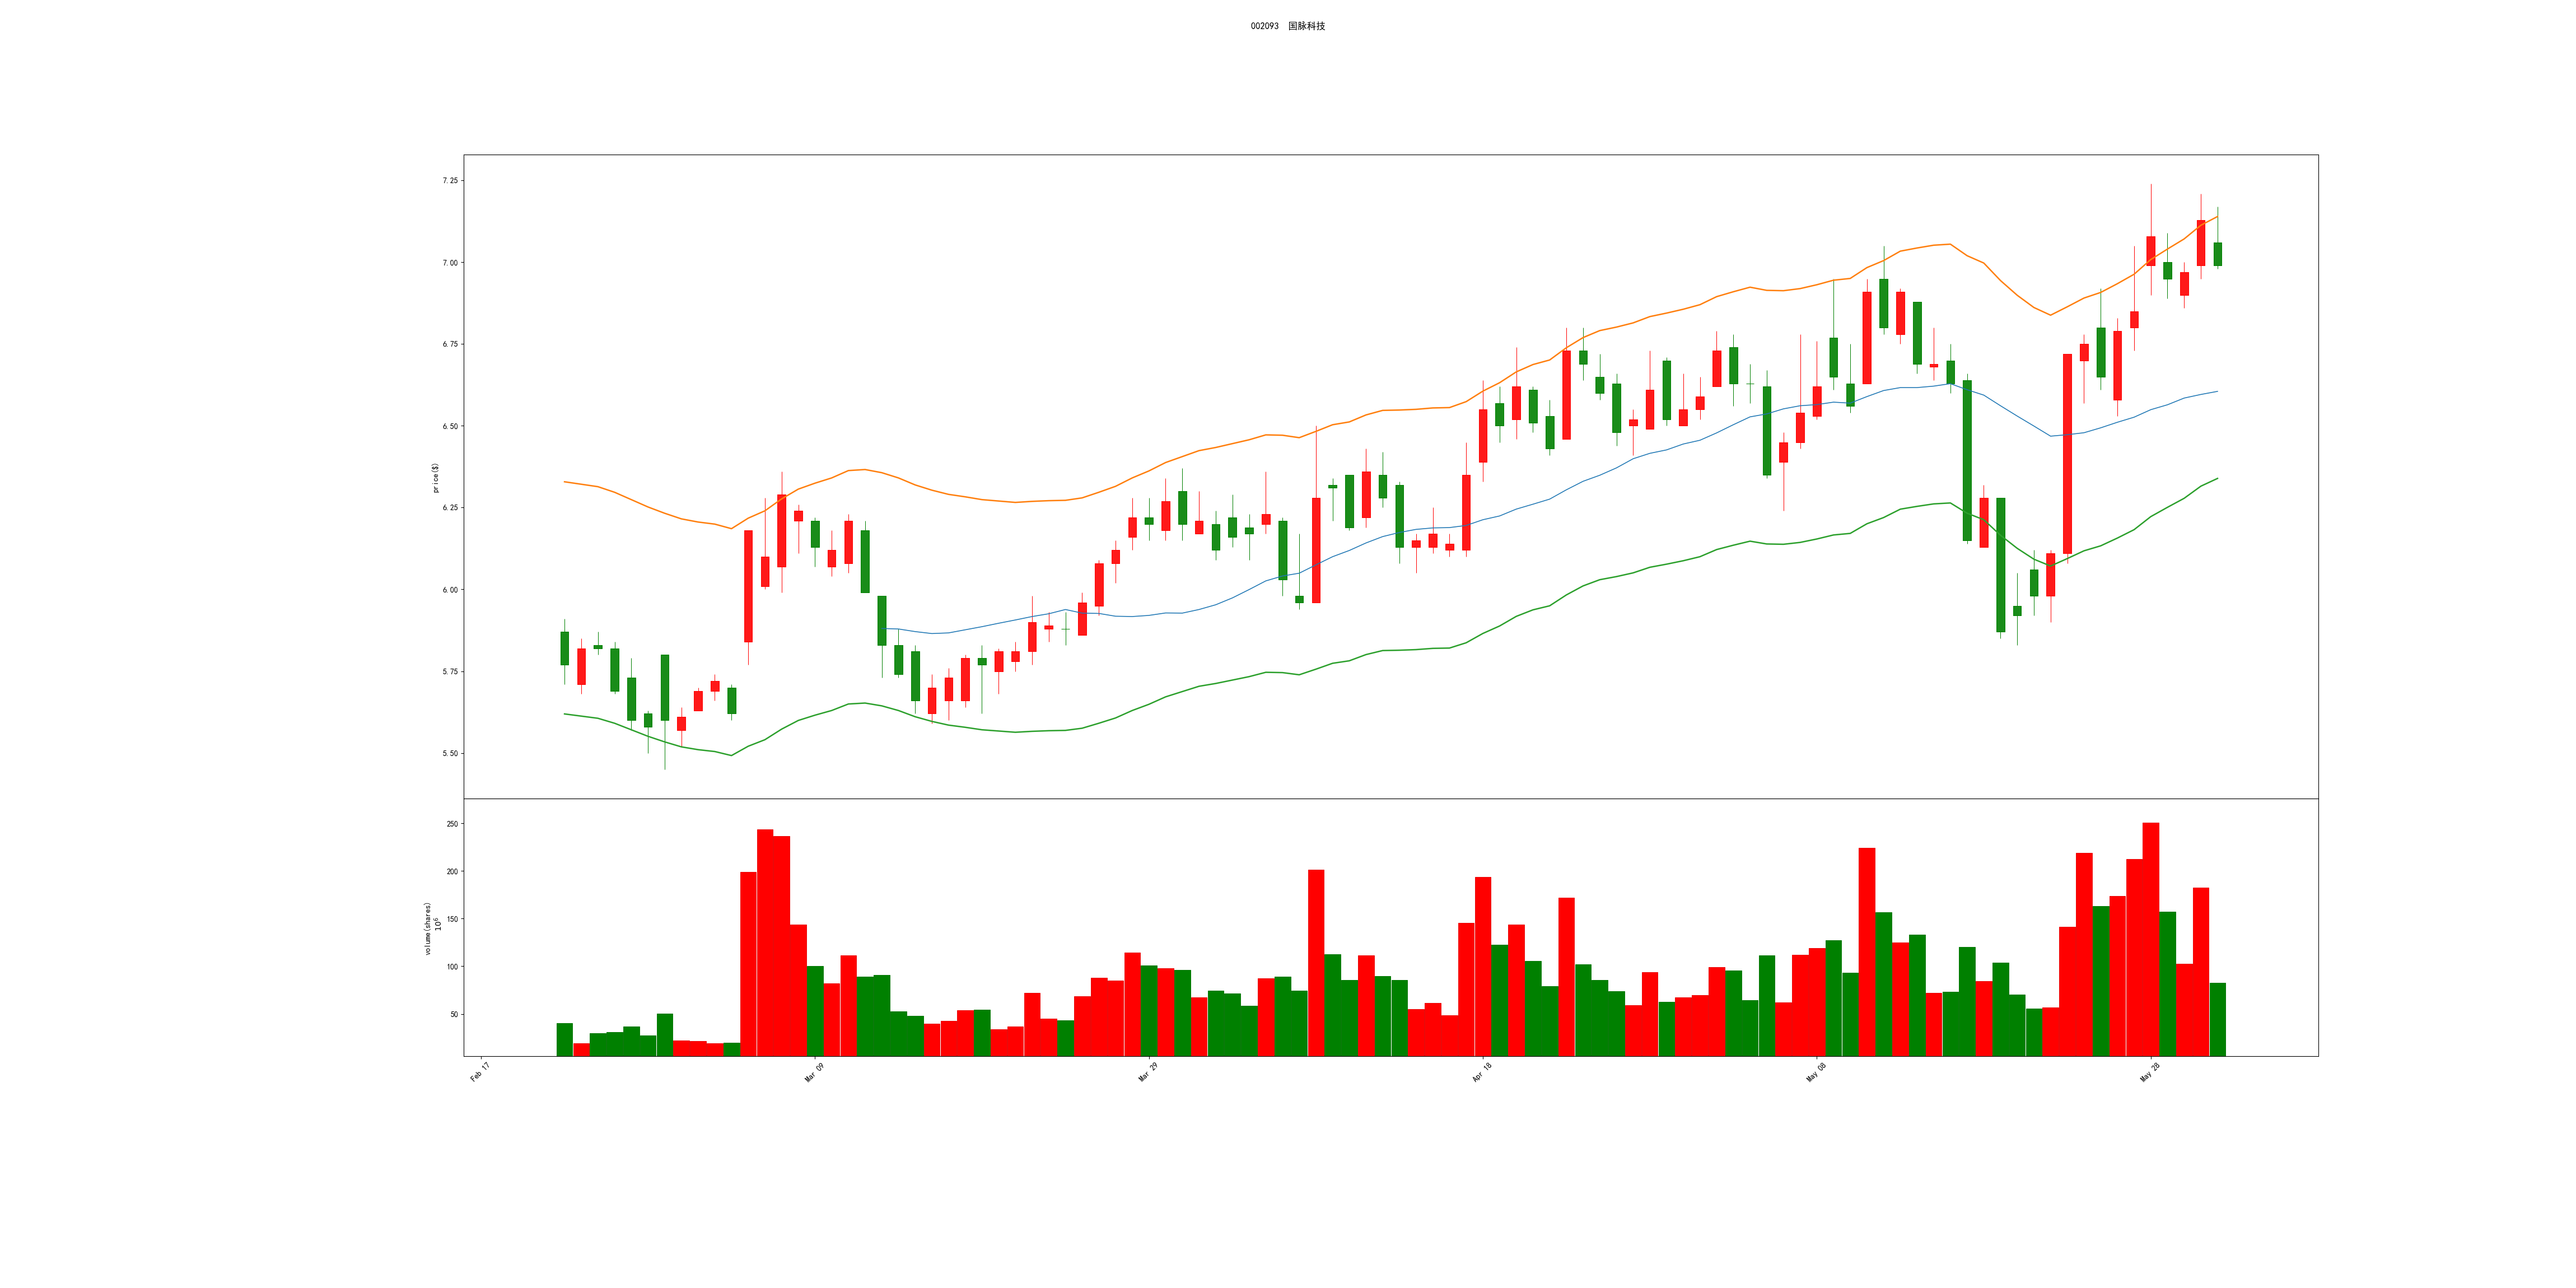 002093 国脉科技
7.25
7.00
6.75
6.50
6.25
6.00
5.75
5.50
price($)
250
200
150
100
50
volume(shares)
10^6
Feb 17
Mar 09
Mar 29
Apr 18
May 08
May 28